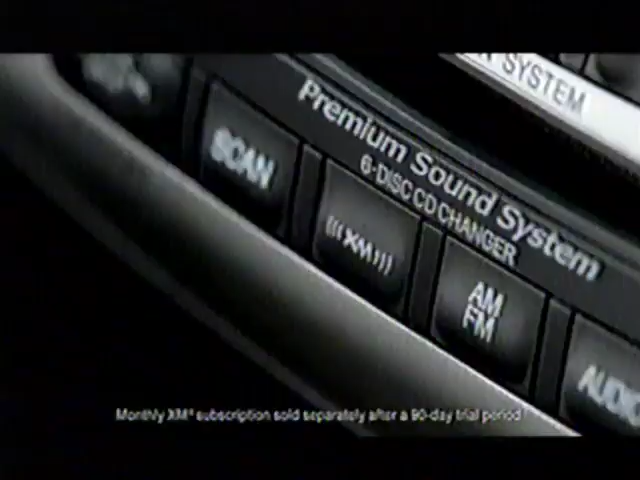 SYSTEM
Premium Sound System
6-DISC CD CHANGER
SCAN
((( XM )))
AM
FM
AUDIO
Monthly XM® subscription sold separately after a 90-day trial period